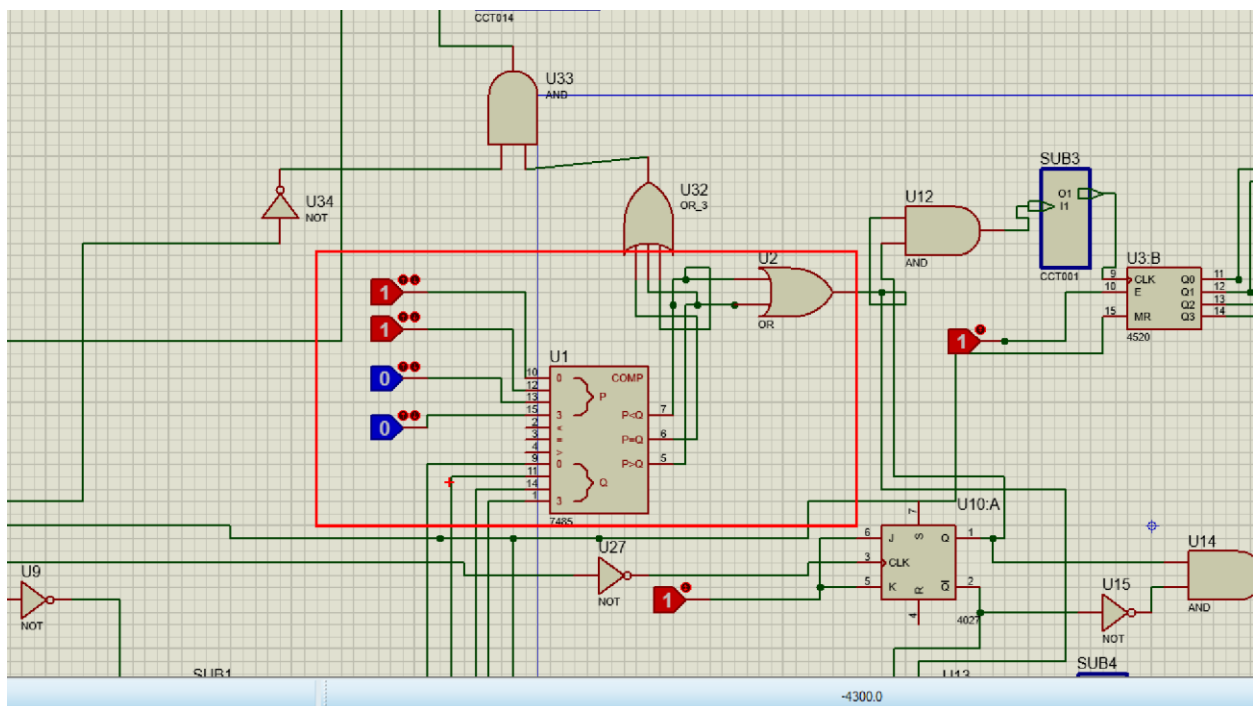 CCT014
U33
AND
U34
NOT
U32
OR_3
U2
OR
U12
AND
SUB3
O1
I1
CCT001
U3:B
9
CLK
Q0
11
10
E
Q1
12
Q2
13
15
MR
Q3
14
4520
1
1
1
0
0
U1
10
0
COMP
12
13
P
15
3
P<Q
7
2
<
3
=
P=Q
6
4
>
9
0
P>Q
5
11
14
Q
1
3
7485
U10:A
7
6
J
S
Q
1
3
CLK
5
K
R
Q
2
4
4027
U27
NOT
1
U9
NOT
U14
AND
U15
NOT
SUB1
U13
SUB4
-4300.0